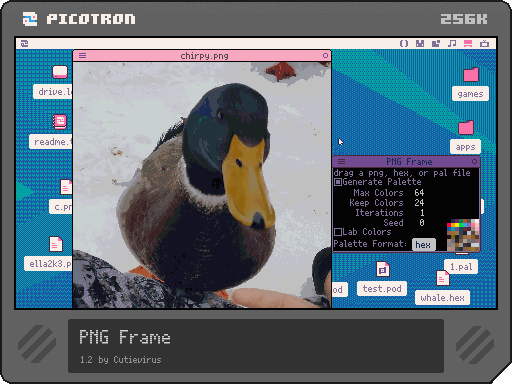 PICOTRON
256K
chirpy.png
drive.l
readme.t
c.pn
ella2k3.p
games
apps
PNG Frame
drag a png, hex, or pal file
Generate Palette
Max Colors 64
Keep Colors 24
Iterations 1
Seed 0
Lab Colors
Palette Format: hex
1.pal
od
test.pod
whale.hex
PNG Frame
1.2 by Cutievirus